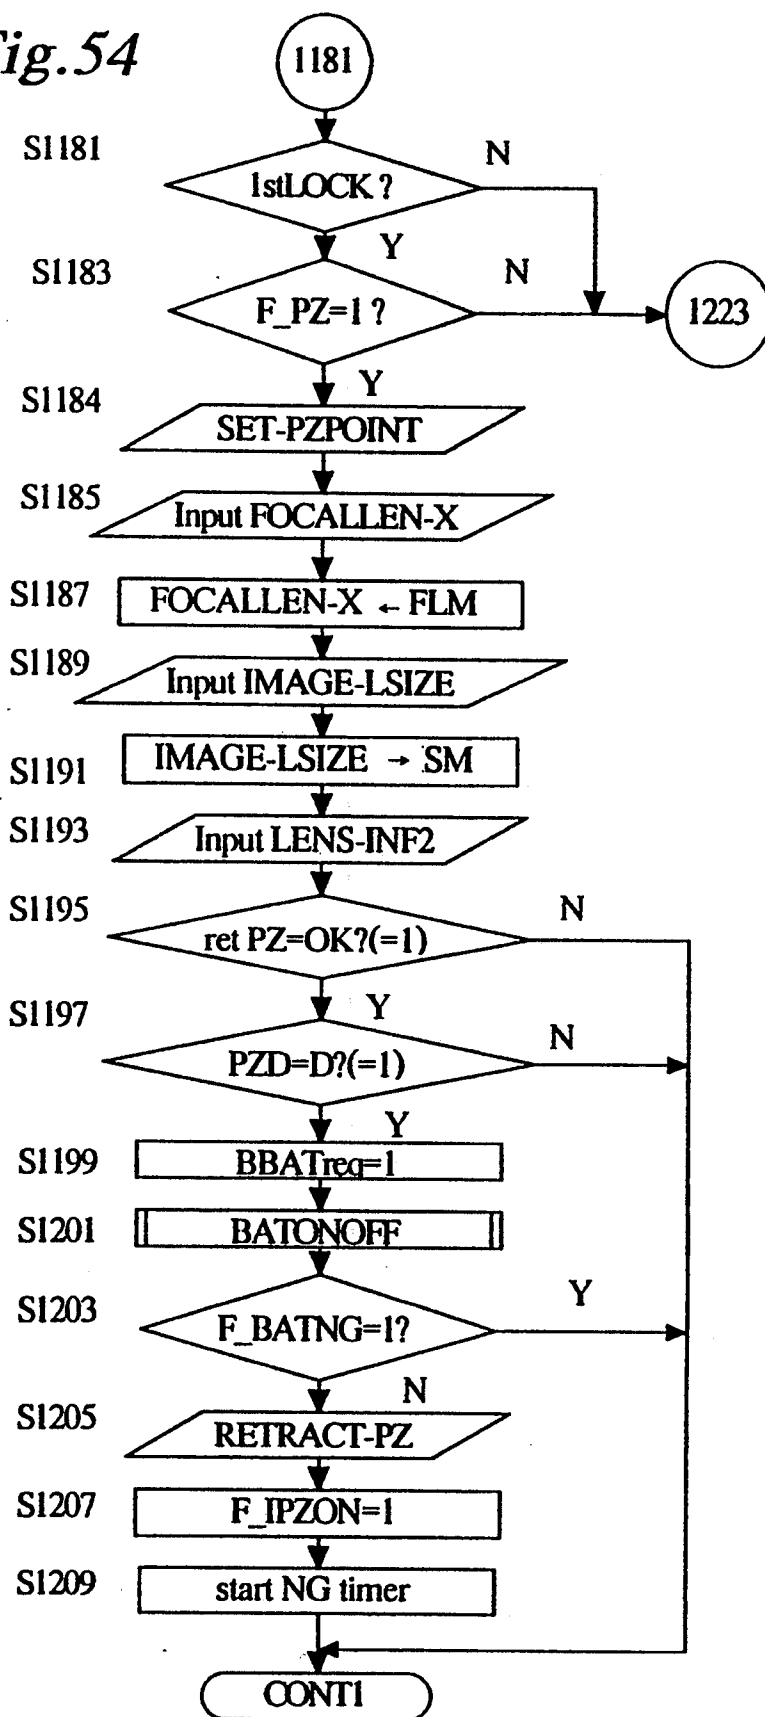 Fig.54
1181
S1181
1stLOCK ?
N
Y
S1183
F_PZ=1 ?
N
1223
Y
S1184
SET-PZPOINT
S1185
Input FOCALLEN-X
S1187
FOCALLEN-X ← FLM
S1189
Input IMAGE-LSIZE
S1191
IMAGE-LSIZE → SM
S1193
Input LENS-INF2
S1195
ret PZ=OK?(=1)
N
Y
S1197
PZD=D?(=1)
N
Y
S1199
BBATreq=1
S1201
BATONOFF
S1203
F_BATNG=1?
Y
N
S1205
RETRACT-PZ
S1207
F_IPZON=1
S1209
start NG timer
CONT1